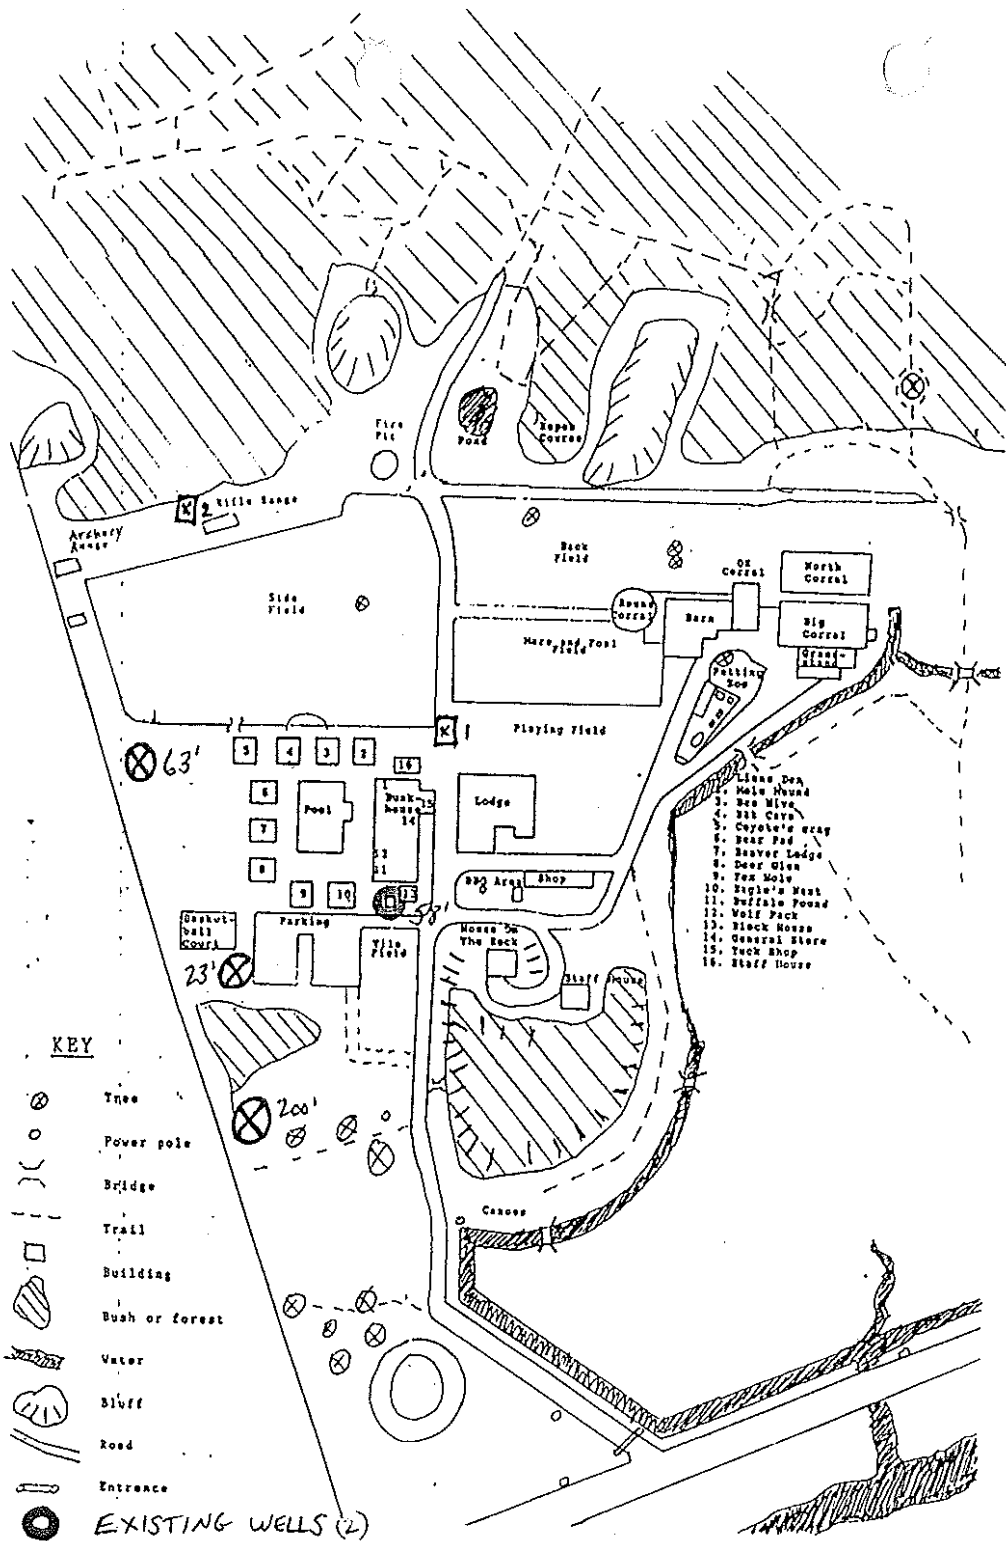 Fire
Pit
Pond
Ropes
Course
2 Rifle Range
Archery
Range
Back
Field
OX
Corral
North
Corral
Side
Field
Round
Corral
Barn
Big
Corral
Mare and Foal
Field
Grand-
stand
Petting
Zoo
1
Playing Field
63'
5
4
3
2
16
6
Pool
1
Bunk-
house
15
14
Lodge
7
8
12
11
9
10
13
58'
BBQ Area
Shop
Basket-
ball
Court
Parking
House On
The Rock
23'
Vile
Field
Staff House
Lions Den
2. Mole Mound
3. Bee Hive
4. Bat Cave
5. Coyote's
6. Bear Pad
7. Beaver Lodge
8. Deer Glen
9. Fox Hole
10. Eagle's Nest
11. Buffalo Pound
12. Wolf Pack
13. Block House
14. General Store
15. Tuck Shop
16. Staff House
200'
Canoes
KEY
Tree
Power pole
Bridge
Trail
Building
Bush or forest
Water
Bluff
Road
Entrance
EXISTING WELLS (2)